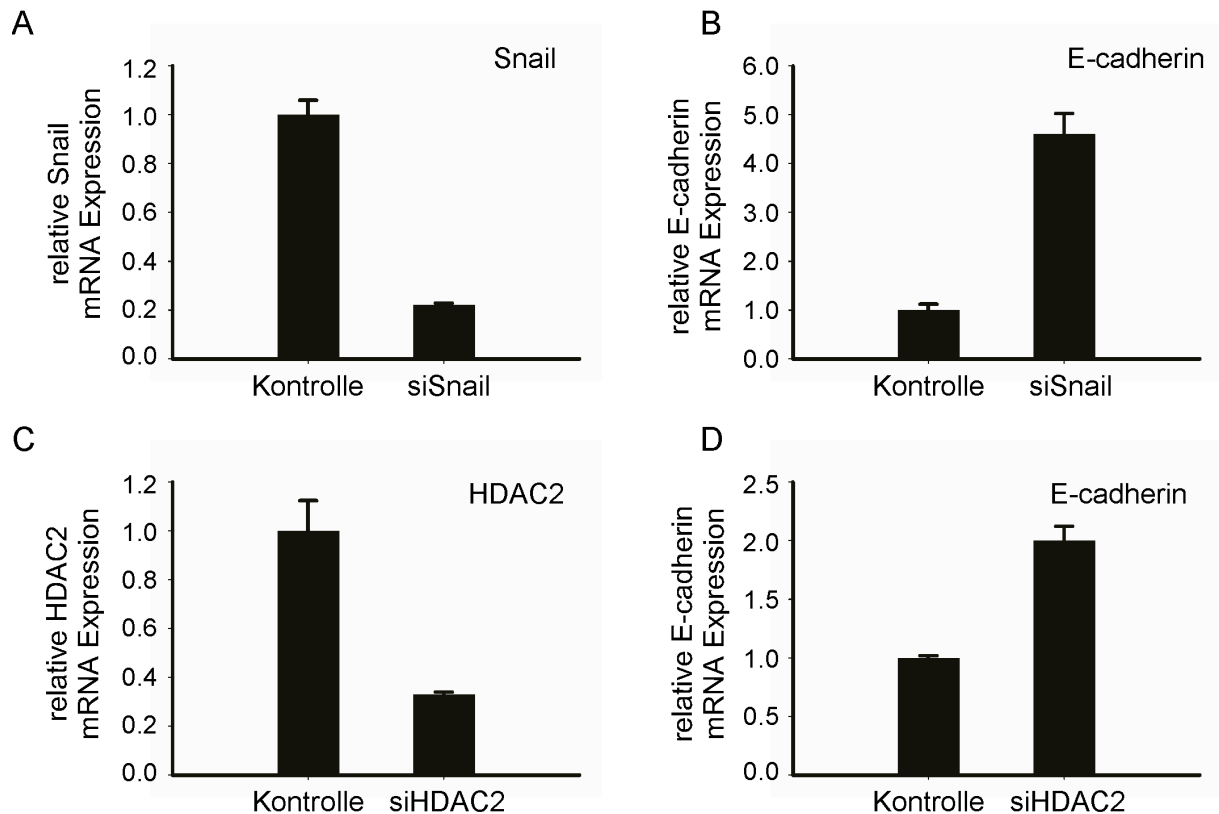 A
Snail
relative Snail
mRNA Expression
1.2
1.0
0.8
0.6
0.4
0.2
0.0
Kontrolle siSnail
B
E-cadherin
relative E-cadherin
mRNA Expression
6.0
5.0
4.0
3.0
2.0
1.0
0.0
Kontrolle siSnail
C
HDAC2
relative HDAC2
mRNA Expression
1.2
1.0
0.8
0.6
0.4
0.2
0.0
Kontrolle siHDAC2
D
E-cadherin
relative E-cadherin
mRNA Expression
2.5
2.0
1.5
1.0
0.5
0.0
Kontrolle siHDAC2